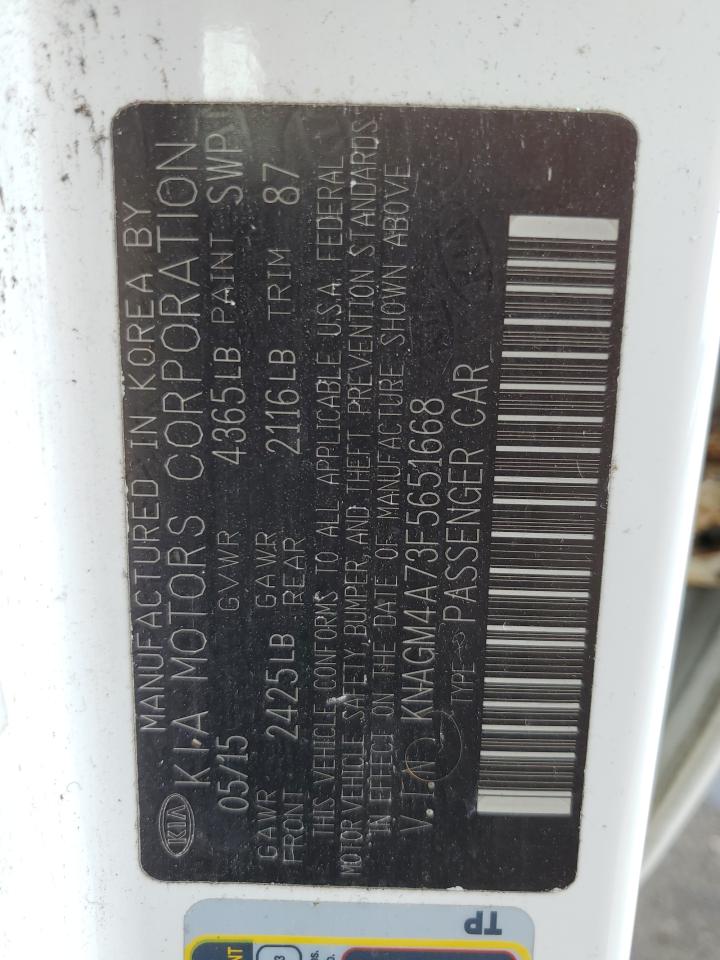 MANUFACTURED IN KOREA BY
KIA KIA MOTORS CORPORATION
05/15 GVWR 4365LB PAINT SWP
GAWR FRONT 2425LB GAWR REAR 2116LB TRIM 87
THIS VEHICLE CONFORMS TO ALL APPLICABLE U.S.A. FEDERAL
MOTOR VEHICLE SAFETY, BUMPER, AND THEFT PREVENTION STANDARDS
IN EFFECT ON THE DATE OF MANUFACTURE SHOWN ABOVE
V.I.N KNAGM4A73F5651668
TYPE PASSENGER CAR
TP